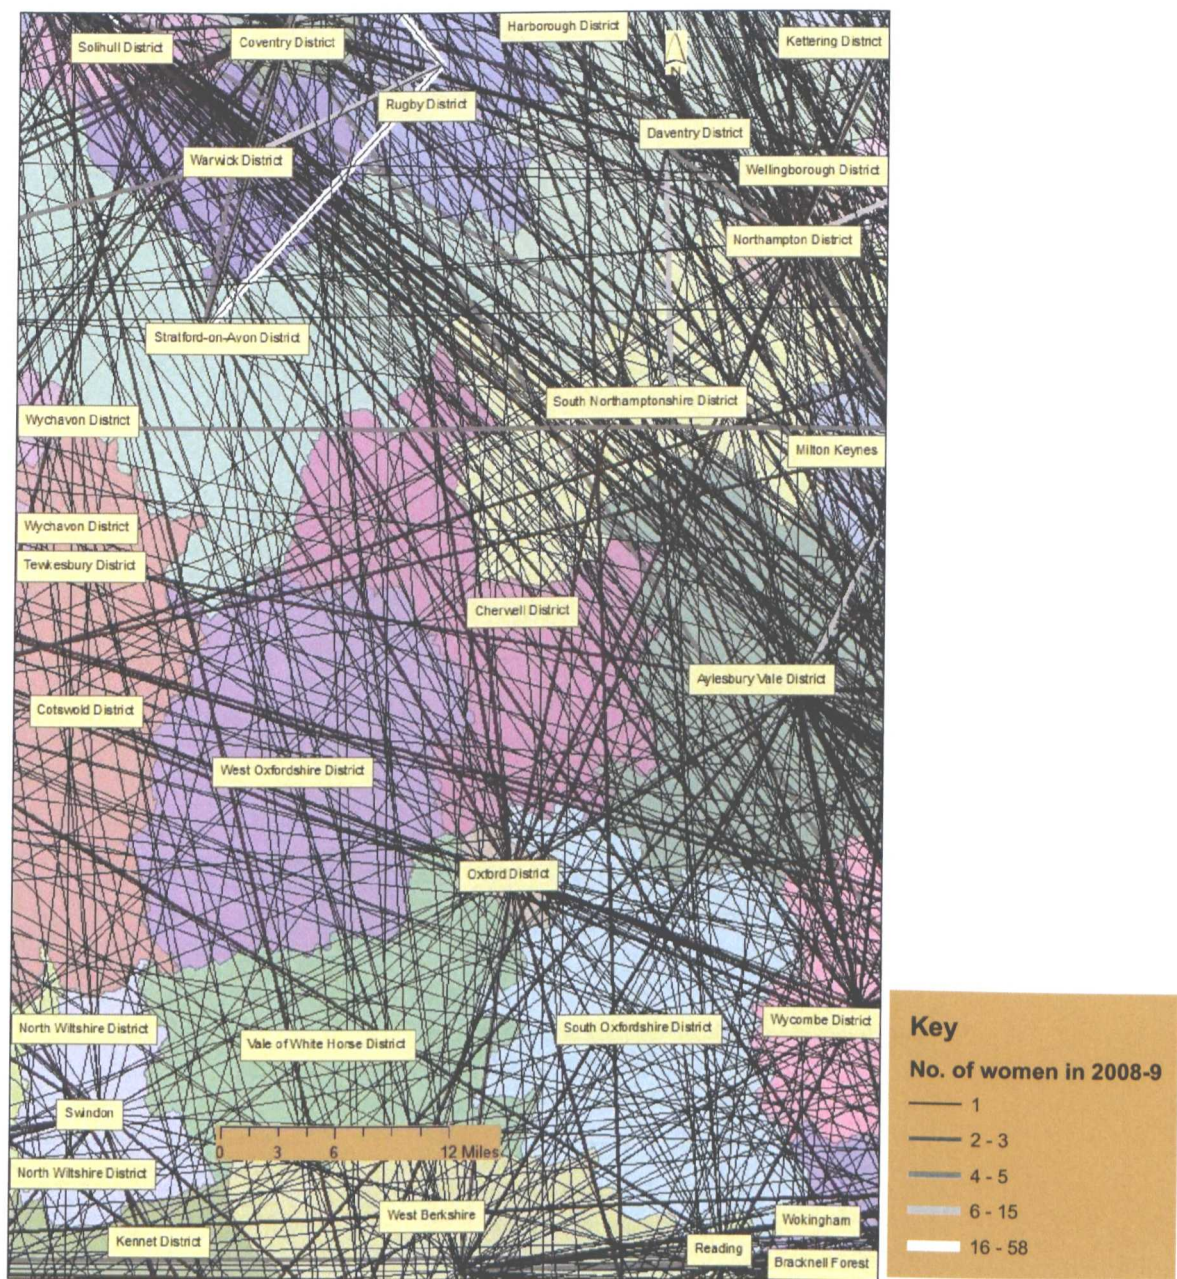 Harborough District
Solihull District
Coventry District
Kettering District
N
Rugby District
Daventry District
Warwick District
Wellingborough District
Northampton District
Stratford-on-Avon District
South Northamptonshire District
Wychavon District
Milton Keynes
Wychavon District
Tewkesbury District
Cherwell District
Aylesbury Vale District
Cotswold District
West Oxfordshire District
Oxford District
North Wiltshire District
Vale of White Horse District
South Oxfordshire District
Wycombe District
Swindon
0 3 6 12 Miles
North Wiltshire District
West Berkshire
Wokingham
Kennet District
Reading
Bracknell Forest
Key
No. of women in 2008-9
1
2 - 3
4 - 5
6 - 15
16 - 58